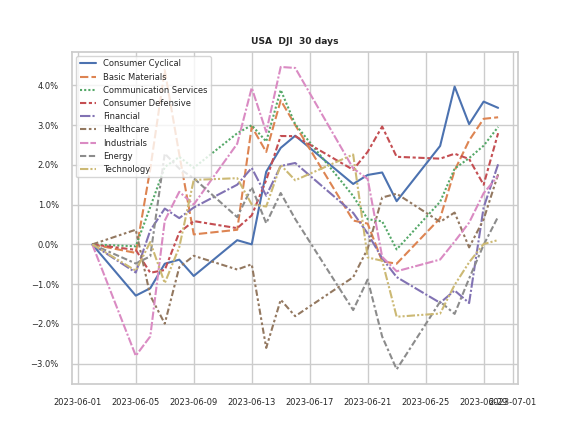 USA DJI 30 days
Consumer Cyclical
Basic Materials
Communication Services
Consumer Defensive
Financial
Healthcare
Industrials
Energy
Technology
4.0%
3.0%
2.0%
1.0%
0.0%
−1.0%
−2.0%
−3.0%
2023-06-01 2023-06-05 2023-06-09 2023-06-13 2023-06-17 2023-06-21 2023-06-25 2023-06-29 2023-07-01